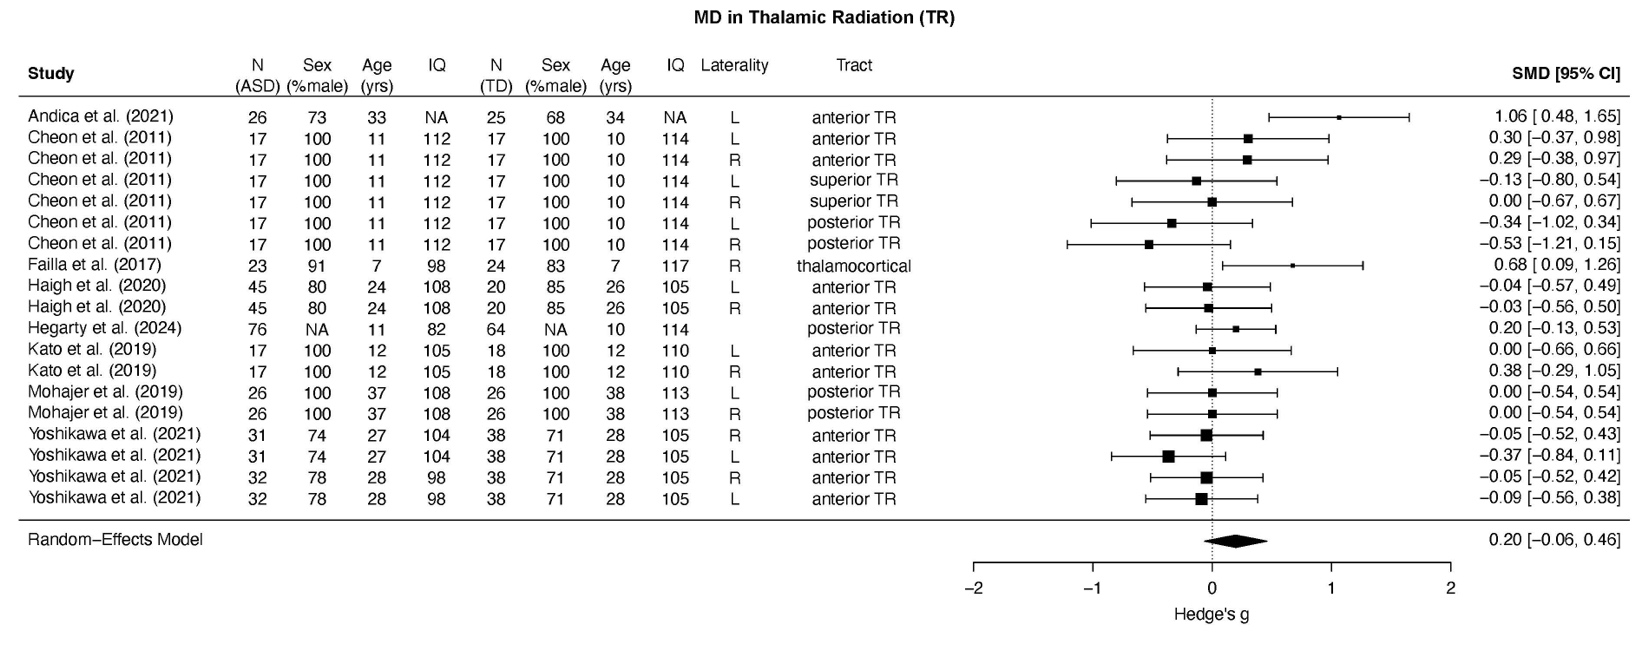 MD in Thalamic Radiation (TR)
Study N (ASD) Sex (%male) Age (yrs) IQ N (TD) Sex (%male) Age (yrs) IQ Laterality Tract SMD [95% CI]
Andica et al. (2021) 26 73 33 NA 25 68 34 NA L anterior TR 1.06 [ 0.48, 1.65]
Cheon et al. (2011) 17 100 11 112 17 100 10 114 L anterior TR 0.30 [−0.37, 0.98]
Cheon et al. (2011) 17 100 11 112 17 100 10 114 R anterior TR 0.29 [−0.38, 0.97]
Cheon et al. (2011) 17 100 11 112 17 100 10 114 L superior TR −0.13 [−0.80, 0.54]
Cheon et al. (2011) 17 100 11 112 17 100 10 114 R superior TR 0.00 [−0.67, 0.67]
Cheon et al. (2011) 17 100 11 112 17 100 10 114 L posterior TR −0.34 [−1.02, 0.34]
Cheon et al. (2011) 17 100 11 112 17 100 10 114 R posterior TR −0.53 [−1.21, 0.15]
Failla et al. (2017) 23 91 7 98 24 83 7 117 R thalamocortical 0.68 [ 0.09, 1.26]
Haigh et al. (2020) 45 80 24 108 20 85 26 105 L anterior TR −0.04 [−0.57, 0.49]
Haigh et al. (2020) 45 80 24 108 20 85 26 105 R anterior TR −0.03 [−0.56, 0.50]
Hegarty et al. (2024) 76 NA 11 82 64 NA 10 114 posterior TR 0.20 [−0.13, 0.53]
Kato et al. (2019) 17 100 12 105 18 100 12 110 L anterior TR 0.00 [−0.66, 0.66]
Kato et al. (2019) 17 100 12 105 18 100 12 110 R anterior TR 0.38 [−0.29, 1.05]
Mohajer et al. (2019) 26 100 37 108 26 100 38 113 L posterior TR 0.00 [−0.54, 0.54]
Mohajer et al. (2019) 26 100 37 108 26 100 38 113 R posterior TR 0.00 [−0.54, 0.54]
Yoshikawa et al. (2021) 31 74 27 104 38 71 28 105 R anterior TR −0.05 [−0.52, 0.43]
Yoshikawa et al. (2021) 31 74 27 104 38 71 28 105 L anterior TR −0.37 [−0.84, 0.11]
Yoshikawa et al. (2021) 32 78 28 98 38 71 28 105 R anterior TR −0.05 [−0.52, 0.42]
Yoshikawa et al. (2021) 32 78 28 98 38 71 28 105 L anterior TR −0.09 [−0.56, 0.38]
Random−Effects Model 0.20 [−0.06, 0.46]
−2 −1 0 1 2
Hedge's g